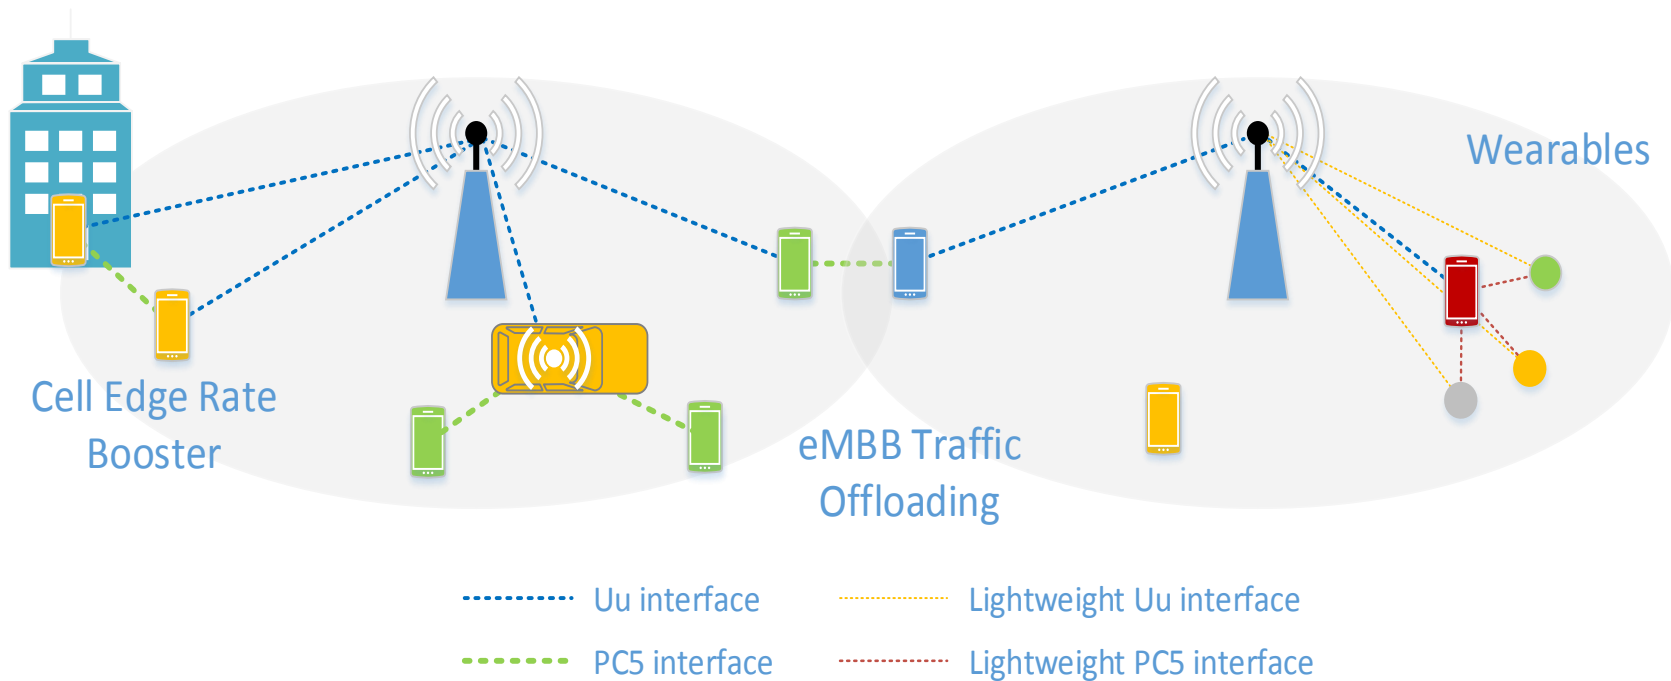 Wearables
Cell Edge Rate
Booster
eMBB Traffic
Offloading
Uu interface
Lightweight Uu interface
PC5 interface
Lightweight PC5 interface